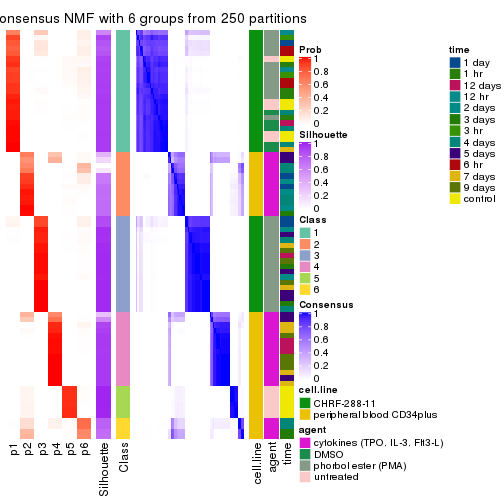 onsensus NMF with 6 groups from 250 partitions
Prob
1
0.8
0.6
0.4
0.2
0
Silhouette
1
0.8
0.6
0.4
0.2
0
Class
1
2
3
4
5
6
Consensus
1
0.8
0.6
0.4
0.2
0
cell.line
CHRF-288-11
peripheral blood CD34plus
agent
cytokines (TPO, IL-3, Flt3-L)
DMSO
phorbol ester (PMA)
untreated
time
1 day
1 hr
12 days
12 hr
2 days
3 days
3 hr
4 days
5 days
6 hr
7 days
9 days
control
p1
p2
p3
p4
p5
p6
Silhouette
Class
cell.line
agent
time